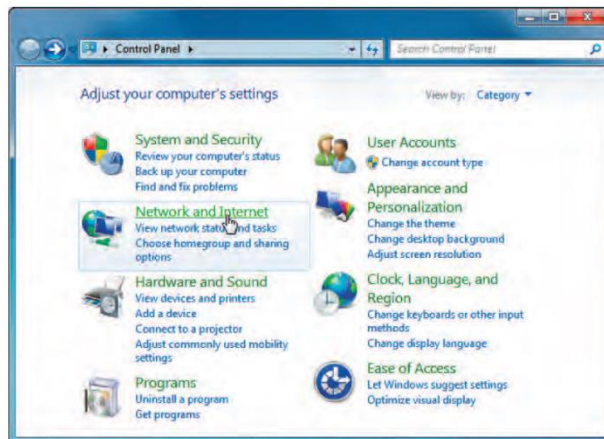 Control Panel
Search Control Panel
Adjust your computer's settings
View by: Category
System and Security
Review your computer's status
Back up your computer
Find and fix problems
Network and Internet
View network status and tasks
Choose homegroup and sharing
options
Hardware and Sound
View devices and printers
Add a device
Connect to a projector
Adjust commonly used mobility
settings
Programs
Uninstall a program
Get programs
User Accounts
Change account type
Appearance and
Personalization
Change the theme
Change desktop background
Adjust screen resolution
Clock, Language, and
Region
Change keyboards or other input
methods
Change display language
Ease of Access
Let Windows suggest settings
Optimize visual display